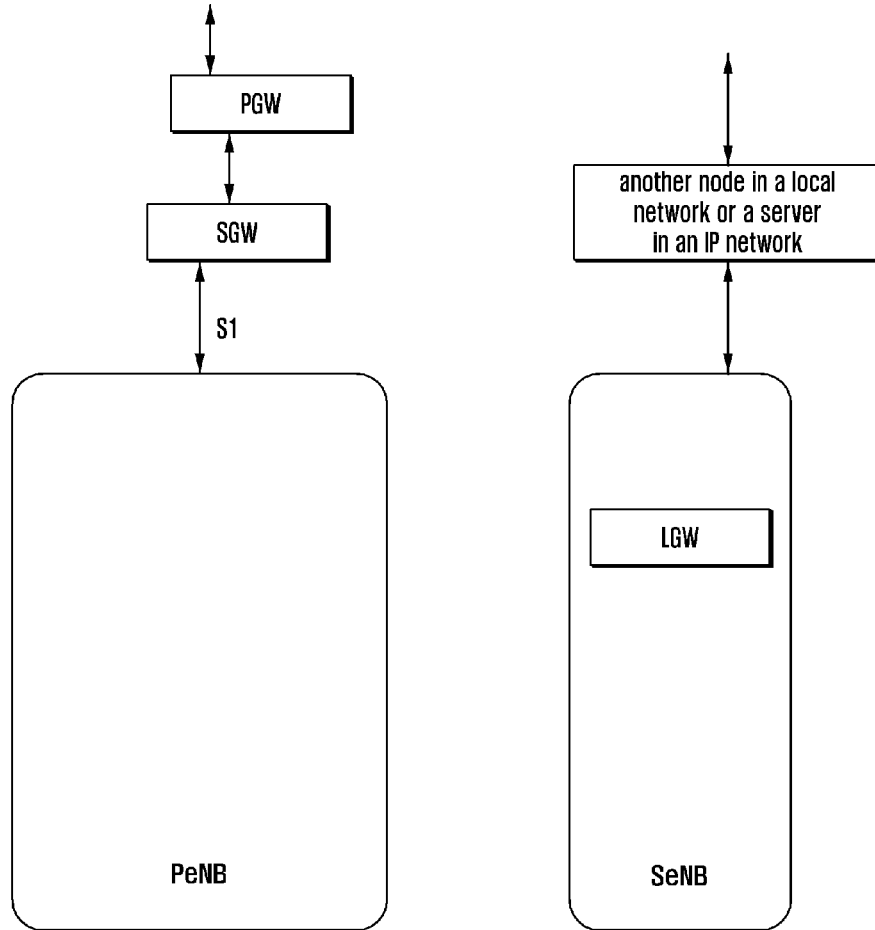 PGW
SGW
S1
PeNB
another node in a local
network or a server
in an IP network
LGW
SeNB